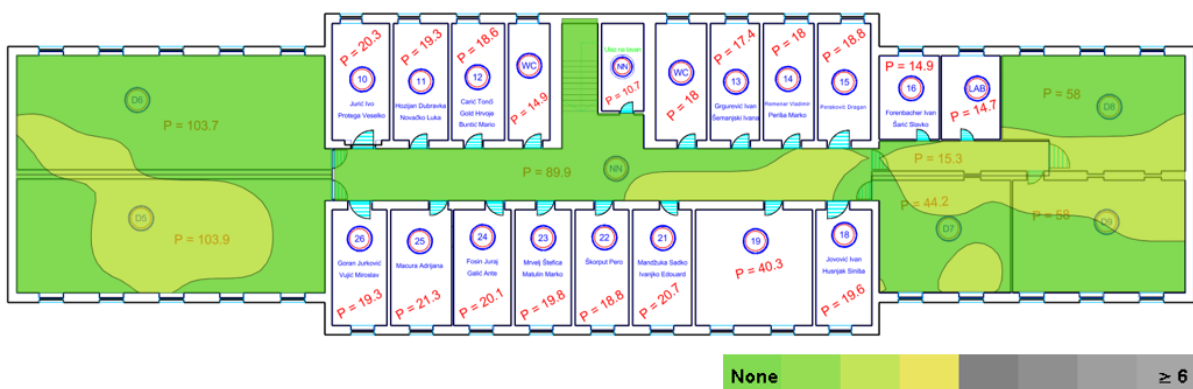 P = 20.3
10
Jurić Ivo
Protega Veselko
P = 19.3
11
Hozjan Dubravka
Novačko Luka
P = 18.6
12
Carić Tonči
Gold Hrvoje
Buntić Mario
WC
P = 14.9
Ulaz na tavan
NN
P = 10.7
WC
P = 18
P = 17.4
13
Grgurević Ivan
Šemanjski Ivana
P = 18
14
Periša Marko
P = 18.8
15
Peraković Dragan
P = 14.9
16
Forenbacher Ivan
Šarić Slavko
LAB
P = 14.7
D6
P = 103.7
D5
P = 103.9
NN
P = 89.9
P = 58
D8
P = 15.3
P = 44.2
D7
P = 58
D9
26
Goran Jurković
Vujić Miroslav
P = 19.3
25
Macura Adrijana
P = 21.3
24
Fosin Juraj
Galić Ante
P = 20.1
23
Mrvelj Štefica
Matulin Marko
P = 19.8
22
Škorput Pero
P = 18.8
21
Mandžuka Sadko
Ivanjko Edouard
P = 20.7
19
P = 40.3
18
Jovović Ivan
Husnjak Siniša
P = 19.6
None
≥ 6